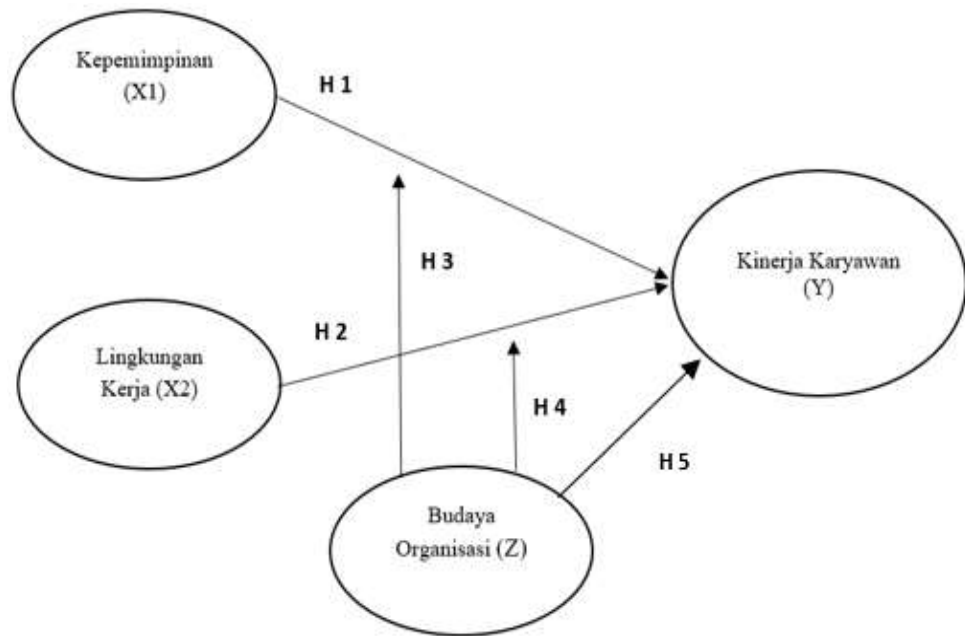 Kepemimpinan
(X1)
H 1
H 3
Kinerja Karyawan
(Y)
H 2
Lingkungan
Kerja (X2)
H 4
H 5
Budaya
Organisasi (Z)